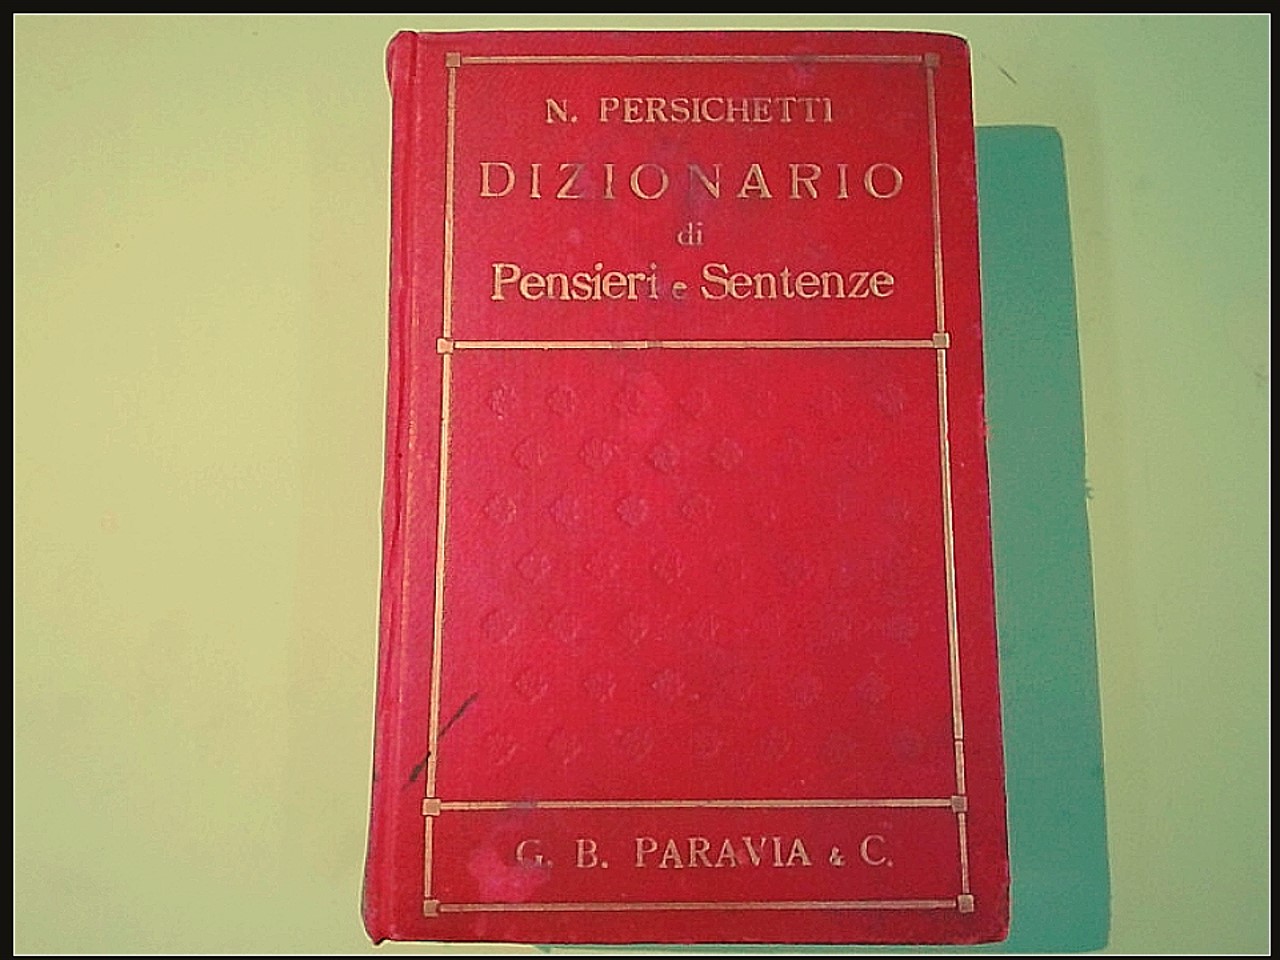 N. PERSICHETTI
DIZIONARIO
di
Pensieri e Sentenze
G. B. PARAVIA & C.